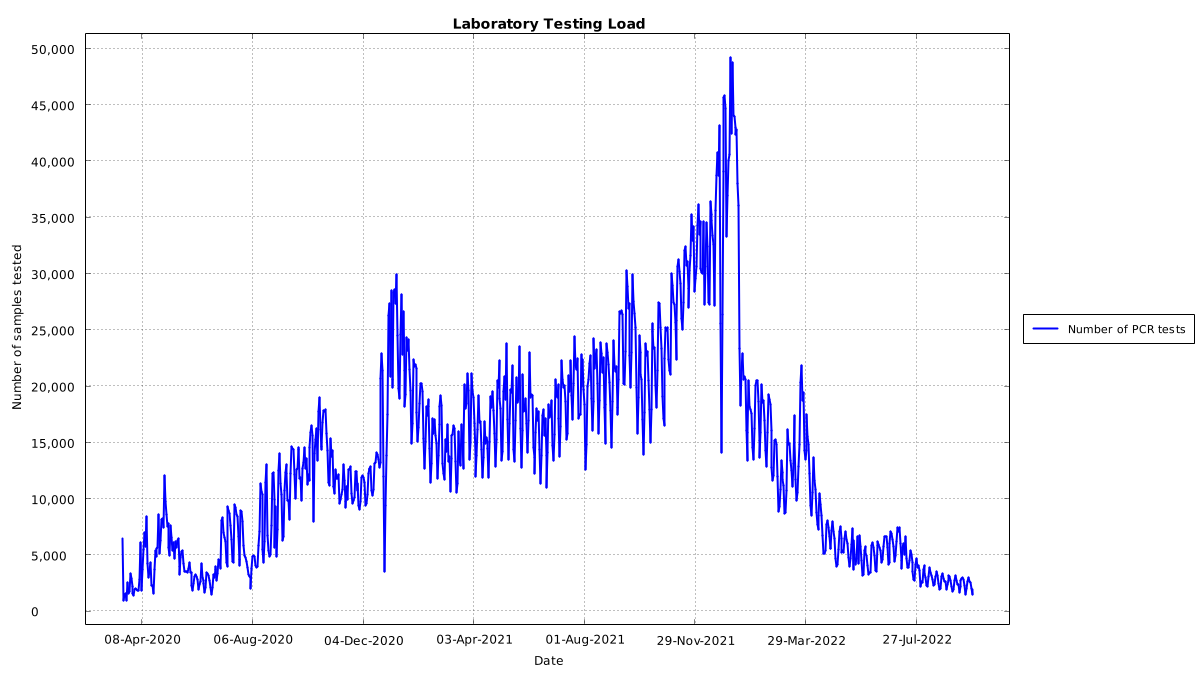 Laboratory Testing Load
50,000
45,000
40,000
35,000
30,000
25,000
20,000
15,000
10,000
5,000
0
Number of samples tested
08-Apr-2020
06-Aug-2020
04-Dec-2020
03-Apr-2021
01-Aug-2021
29-Nov-2021
29-Mar-2022
27-Jul-2022
Date
Number of PCR tests